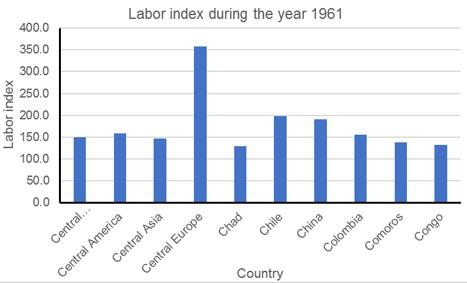 Labor index during the year 1961
400.0
350.0
300.0
250.0
200.0
150.0
100.0
50.0
0.0
Labor index
Central...
Central America
Central Asia
Central Europe
Chad
Chile
China
Colombia
Comoros
Congo
Country